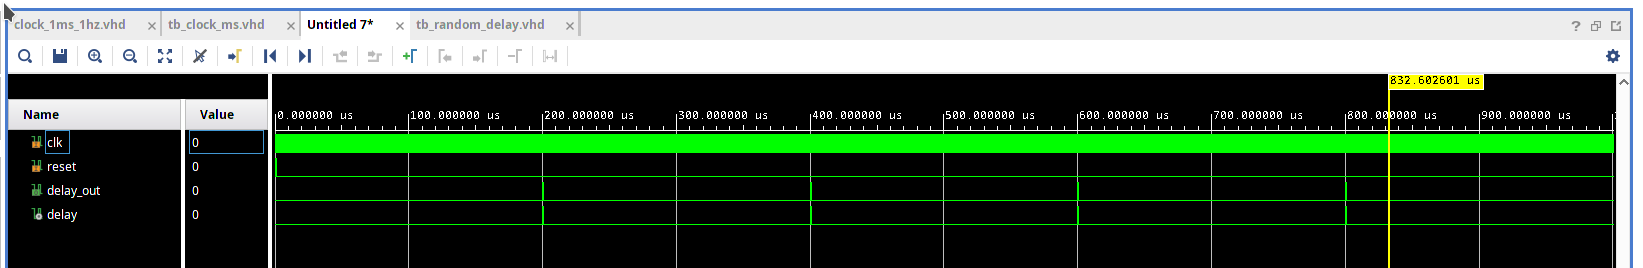 clock_1ms_1hz.vhd × tb_clock_ms.vhd × Untitled 7* × tb_random_delay.vhd ×
?
832.602601 us
Name Value
0.000000 us 100.000000 us 200.000000 us 300.000000 us 400.000000 us 500.000000 us 600.000000 us 700.000000 us 800.000000 us 900.000000 us
clk 0
reset 0
delay_out 0
delay 0